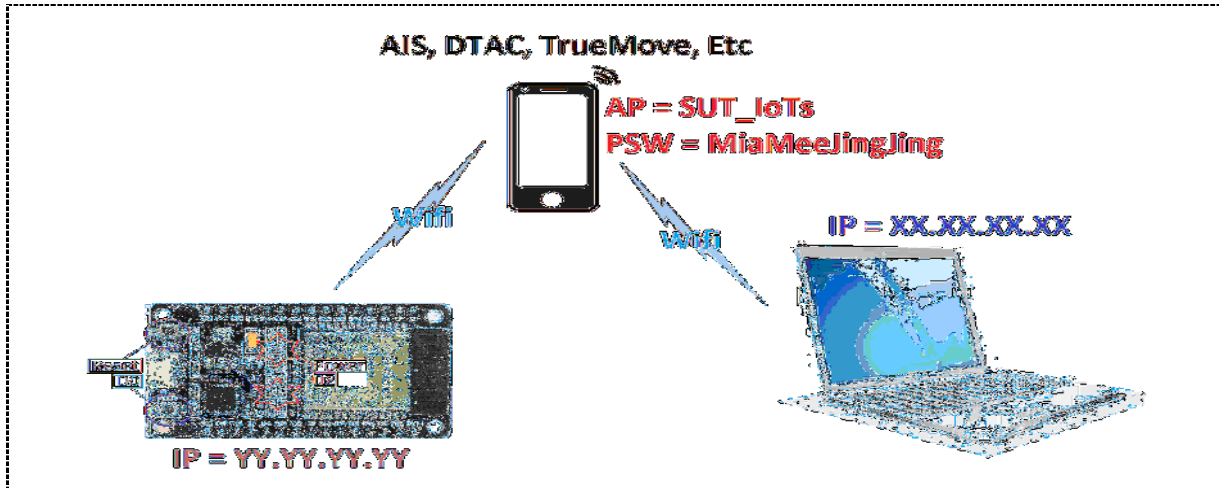 AIS, DTAC, TrueMove, Etc
AP = SUT_IoTs
PSW = MiaMeeJingJing
Wifi
Wifi
IP = XX.XX.XX.XX
IP = YY.YY.YY.YY